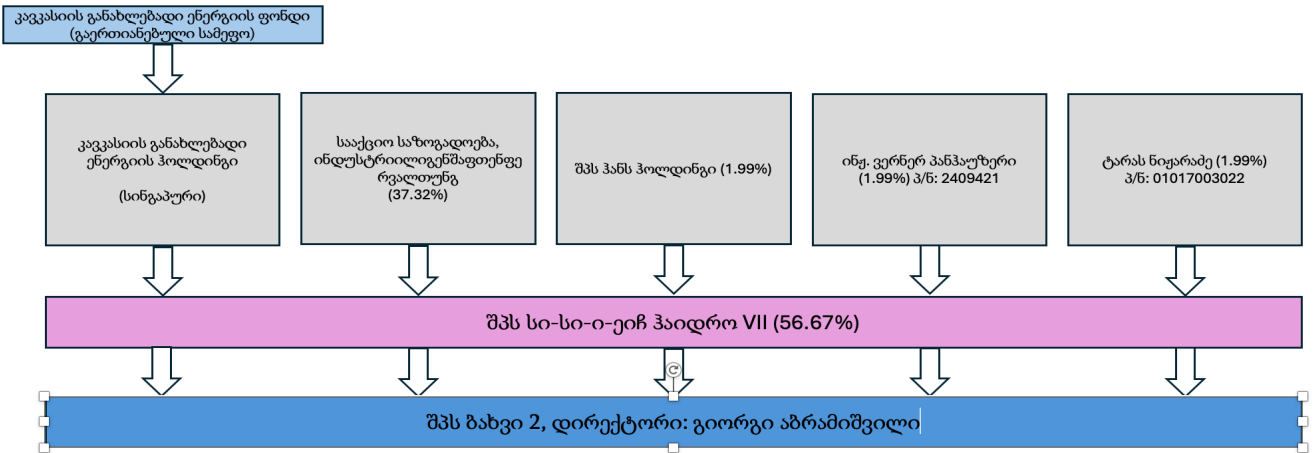 კავკასიის განახლებადი ენერგიის ფონდი
(გაერთიანებული სამეფო)
კავკასიის განახლებადი
ენერგიის ჰოლდინგი
(სინგაპური)
სააქციო საზოგადოება,
ინდუსტრიილიგენშაფთენფე
რვალთუნგ
(37.32%)
შპს ჰანს ჰოლდინგი (1.99%)
ინჟ. ვერნერ პანჰაუზერი
(1.99%) პ/ნ: 2409421
ტარას ნიჟარაძე (1.99%)
პ/ნ: 01017003022
შპს სი-სი-ი-ეიჩ ჰაიდრო VII (56.67%)
შპს ბახვი 2, დირექტორი: გიორგი აბრამიშვილი